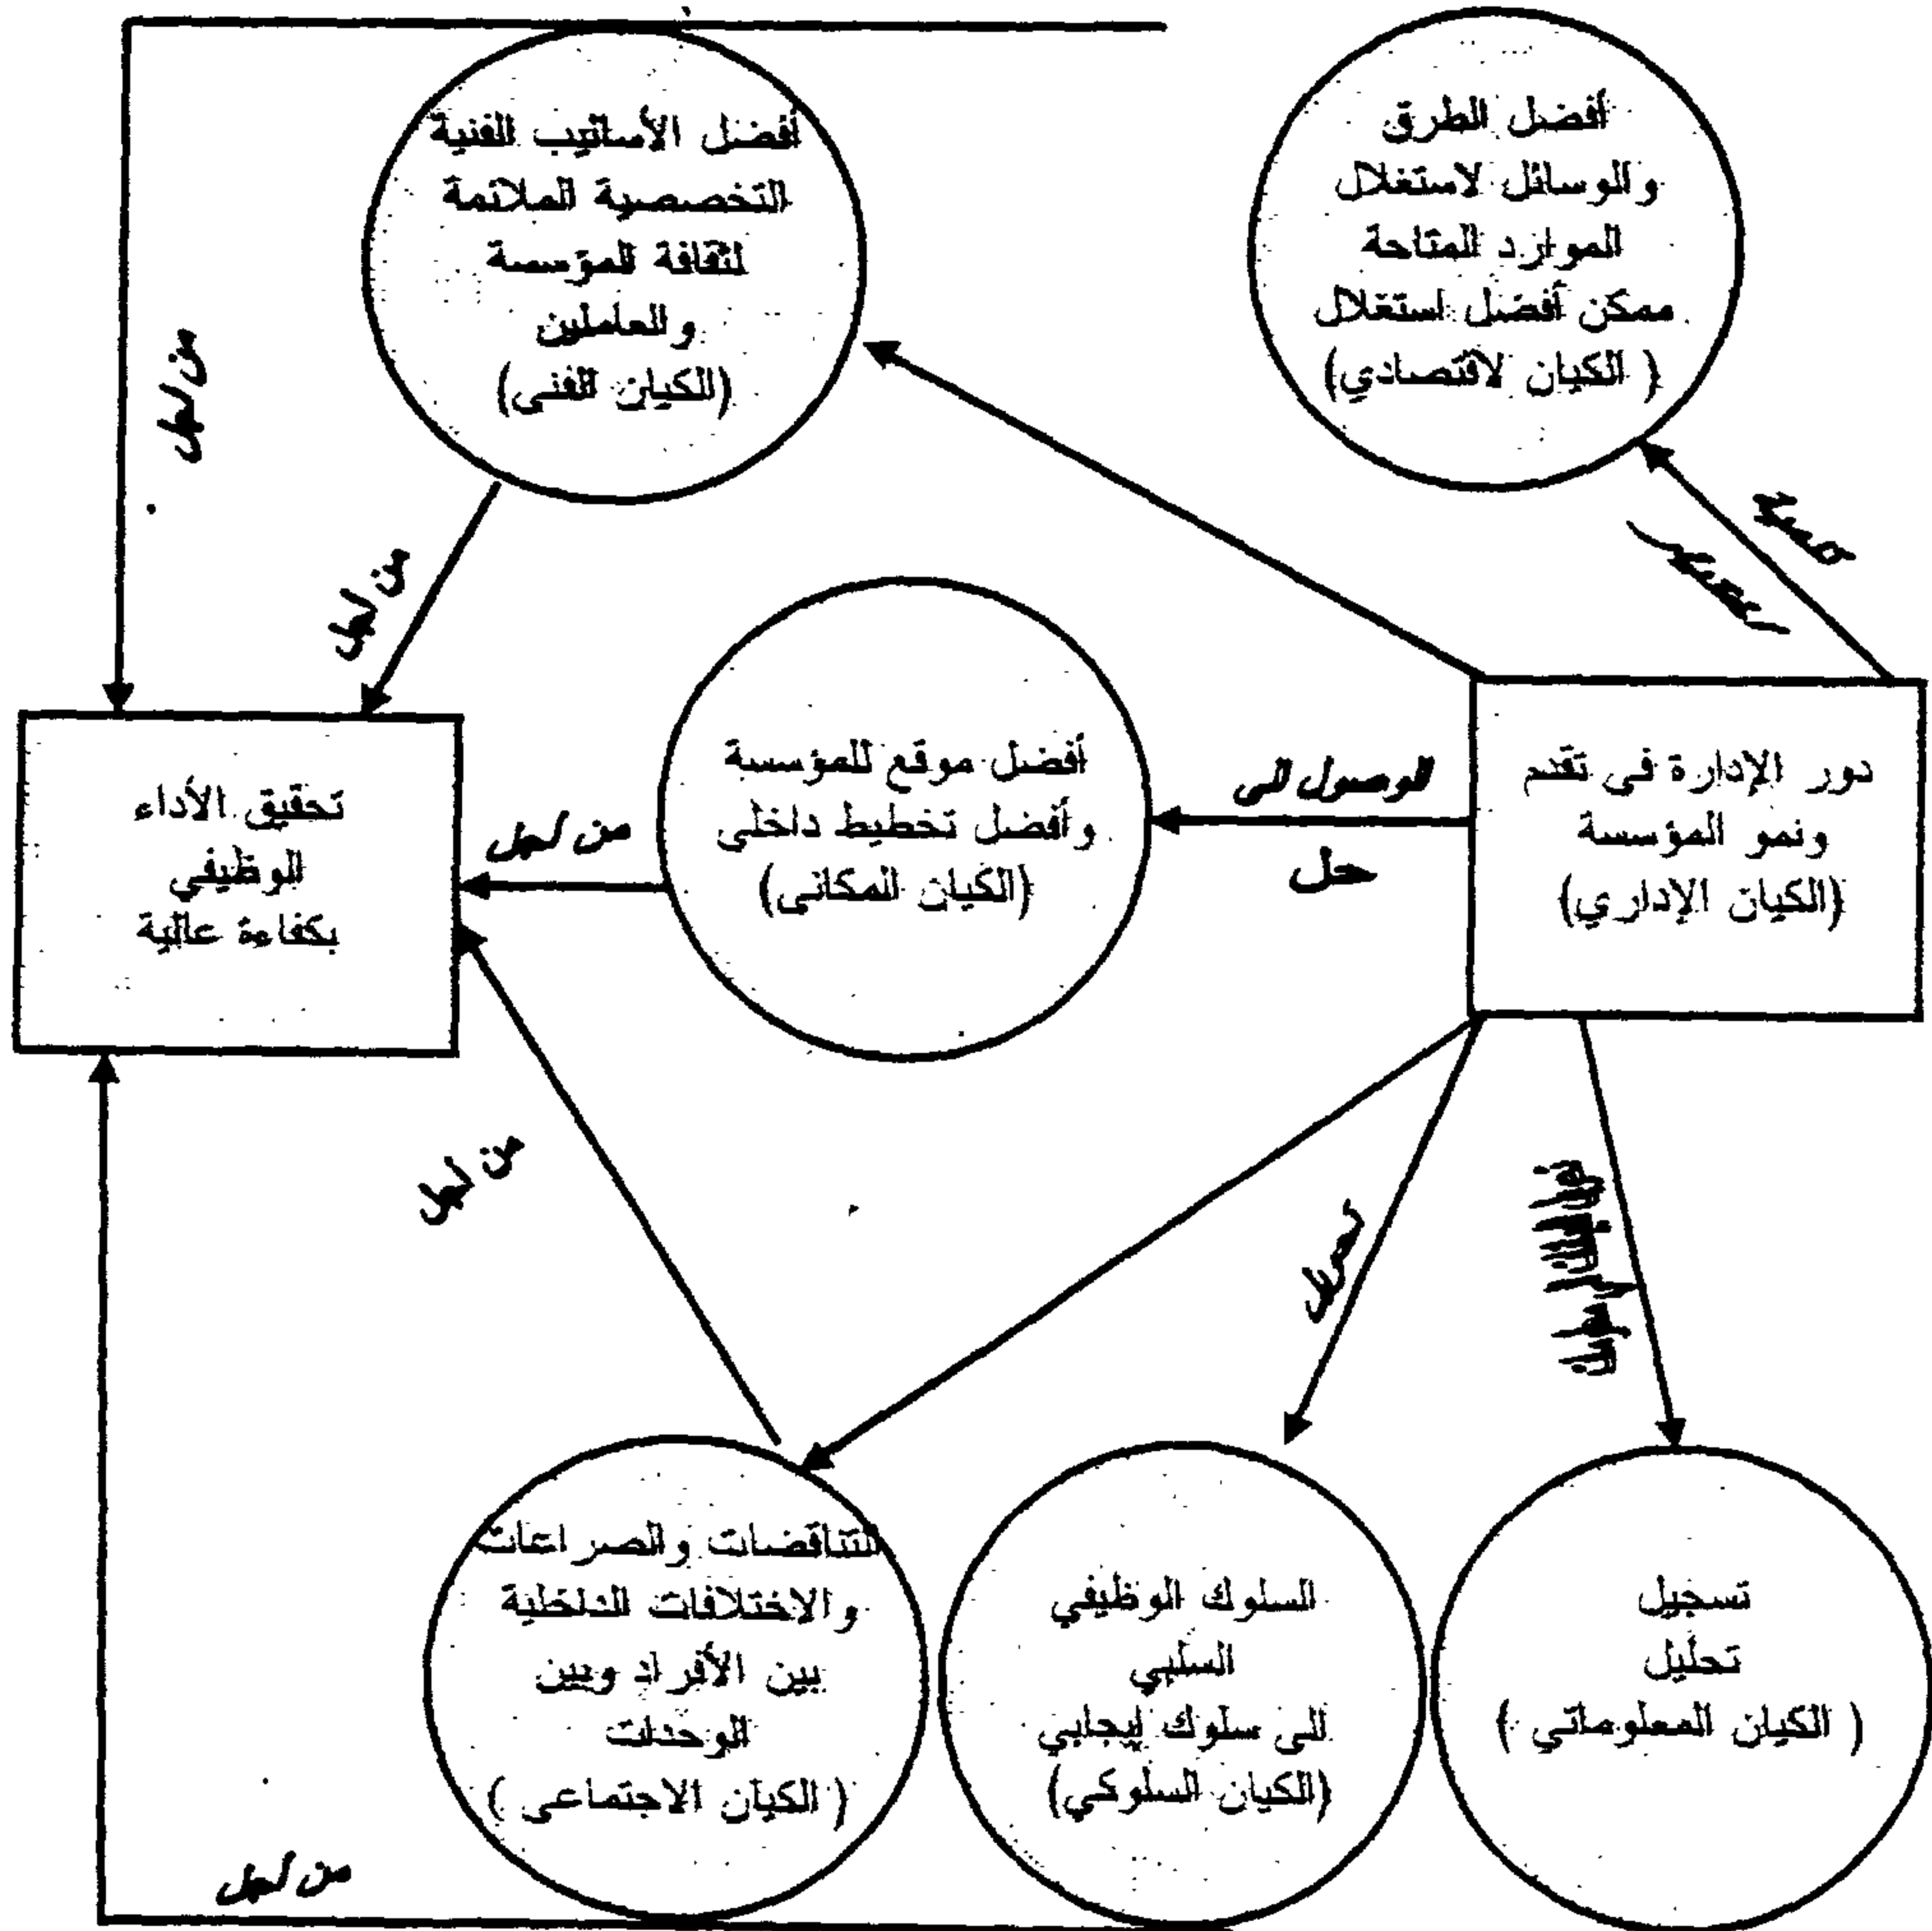 أفضل الطرق
والوسائل لاستغلال
الموارد المتاحة
ممكن أفضل استغلال
( الكيان لاقتصادي)
أفضل الأساليب الفنية
التخصصية الملائمة
لثقافة المؤسسة
والعاملين
(الكيان الفنى)
من أجل
من أجل
دور الإدارة فى تقدم
ونمو المؤسسة
(الكيان الإداري)
الوصول الى
حل
أفضل موقع للمؤسسة
وأفضل تخطيط داخلى
(الكيان المكانى)
من أجل
تحقيق الأداء
الوظيفي
بكفاءة عالية
من أجل
تسجيل
تحليل
( الكيان المعلوماتي )
السلوك الوظيفي
السلبي
الى سلوك إيجابي
(الكيان السلوكي)
التناقضات والصراعات
والاختلافات الداخلية
بين الأفراد وبين
الوحدات
( الكيان الاجتماعى )
من أجل